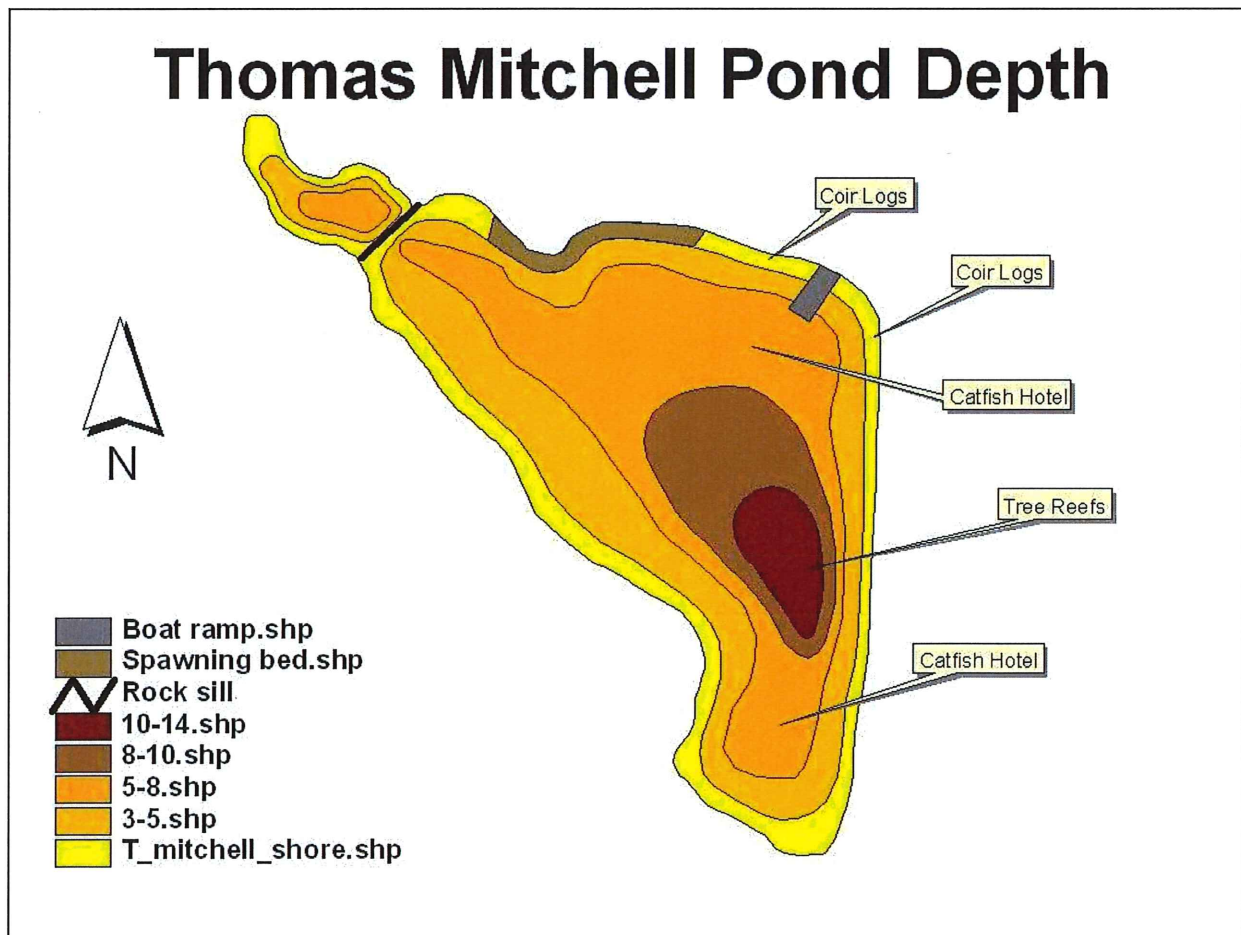 Thomas Mitchell Pond Depth
Coir Logs
Coir Logs
Catfish Hotel
Tree Reefs
Catfish Hotel
N
Boat ramp.shp
Spawning bed.shp
Rock sill
10-14.shp
8-10.shp
5-8.shp
3-5.shp
T_mitchell_shore.shp